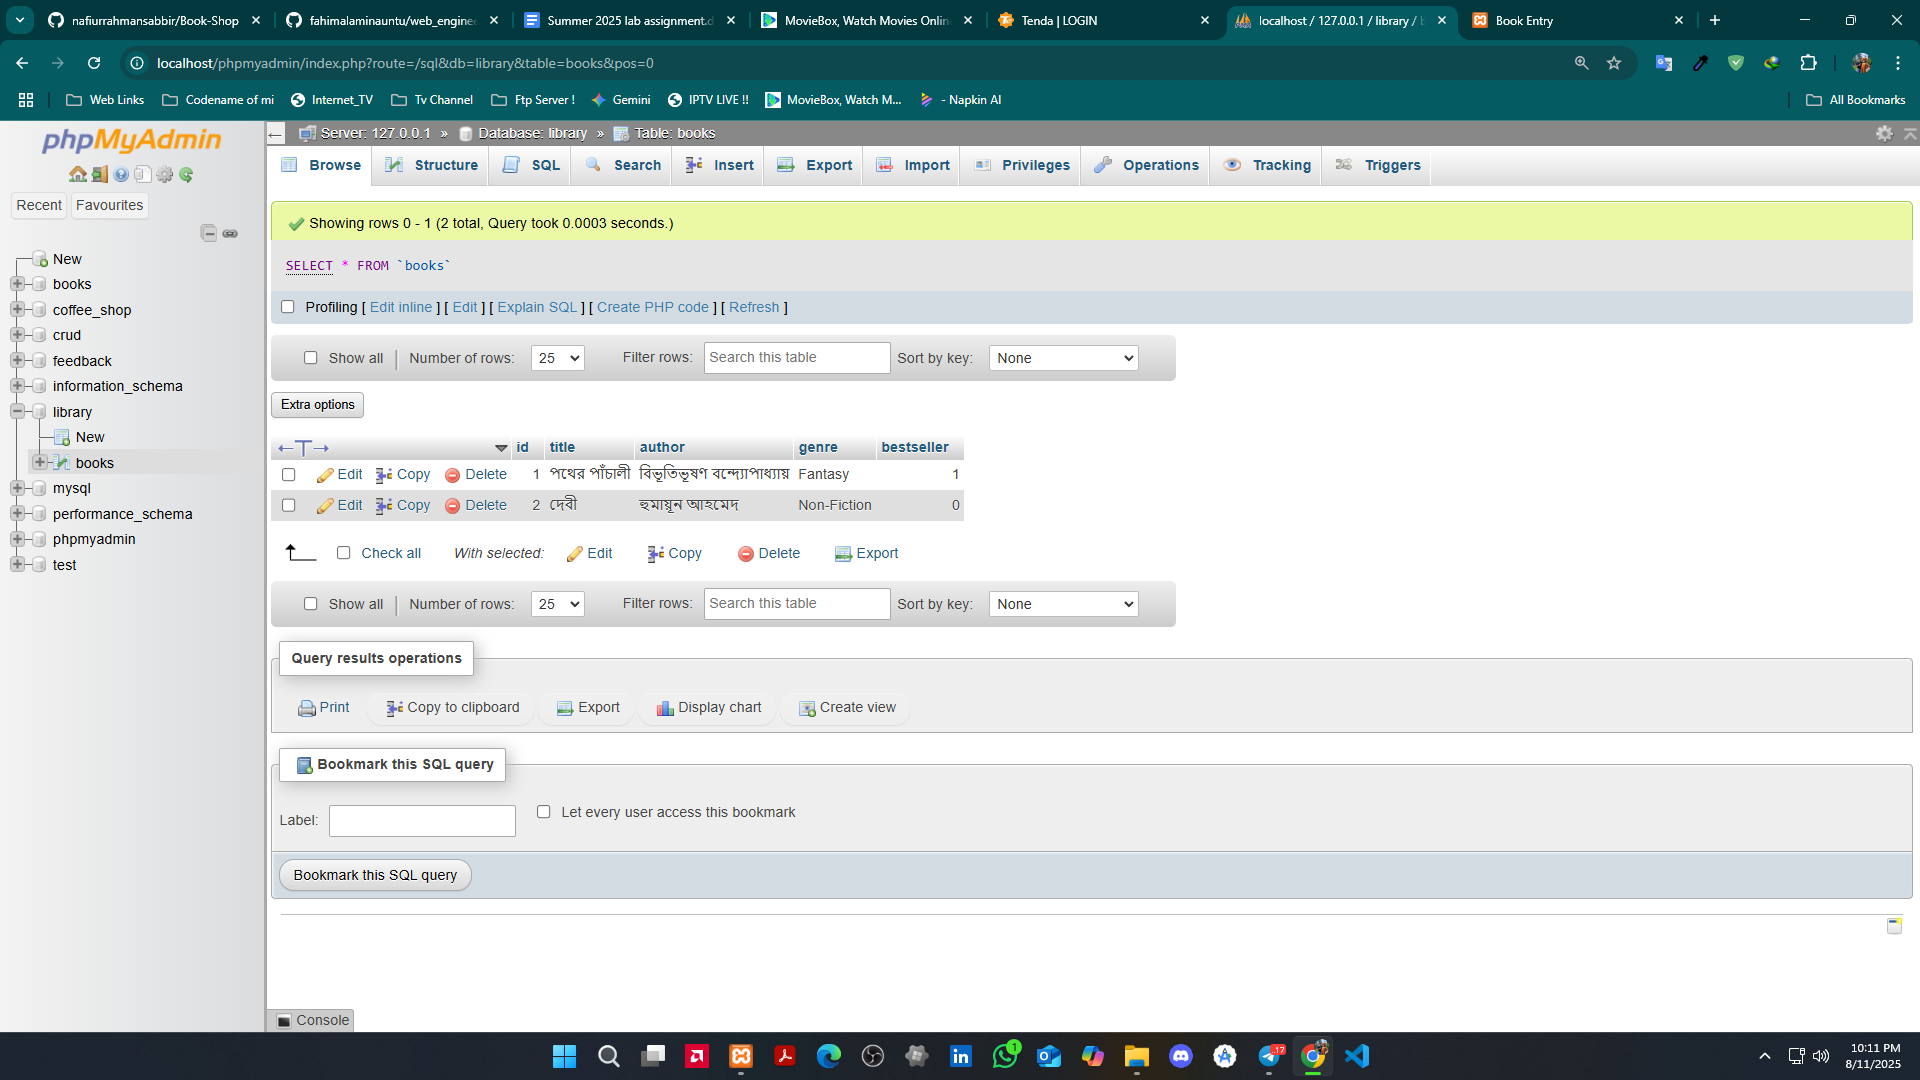 nafiurrahmansabbir/Book-Shop
fahimalaminauntu/web_enginee
Summer 2025 lab assignment.d
MovieBox, Watch Movies Onlin
Tenda | LOGIN
localhost / 127.0.0.1 / library /
Book Entry
localhost/phpmyadmin/index.php?route=/sql&db=library&table=books&pos=0
Web Links
Codename of mi
Internet_TV
Tv Channel
Ftp Server !
Gemini
IPTV LIVE !!
MovieBox, Watch M...
- Napkin AI
All Bookmarks
phpMyAdmin
Recent Favourites
New
books
coffee_shop
crud
feedback
information_schema
library
New
books
mysql
performance_schema
phpmyadmin
test
Server: 127.0.0.1 » Database: library » Table: books
Browse Structure SQL Search Insert Export Import Privileges Operations Tracking Triggers
Showing rows 0 - 1 (2 total, Query took 0.0003 seconds.)
SELECT * FROM `books`
Profiling [ Edit inline ] [ Edit ] [ Explain SQL ] [ Create PHP code ] [ Refresh ]
Show all | Number of rows: 25 Filter rows: Search this table Sort by key: None
Extra options
←T→ id title author genre bestseller
Edit Copy Delete 1 পথের পাঁচালী বিভূতিভূষণ বন্দ্যোপাধ্যায় Fantasy 1
Edit Copy Delete 2 দেবী হুমায়ূন আহমেদ Non-Fiction 0
Check all With selected: Edit Copy Delete Export
Show all | Number of rows: 25 Filter rows: Search this table Sort by key: None
Query results operations
Print Copy to clipboard Export Display chart Create view
Bookmark this SQL query
Label: Let every user access this bookmark
Bookmark this SQL query
Console
1
17
10:11 PM
8/11/2025